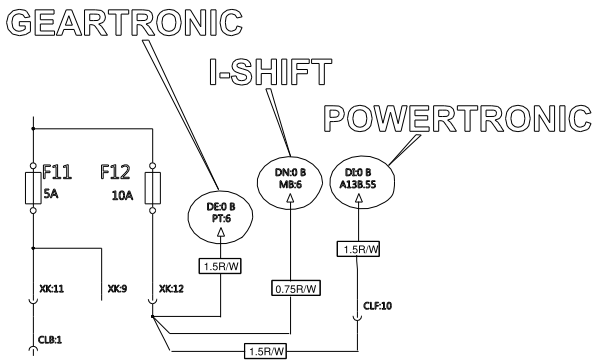 GEARTRONIC
I-SHIFT
POWERTRONIC
F11
5A
F12
10A
DE:0 B
PT:6
DN:0 B
MB:6
DI:0 B
A13B.55
1.5R/W
0.75R/W
1.5R/W
XK:11
XK:9
XK:12
CLF:10
CLB:1
1.5R/W